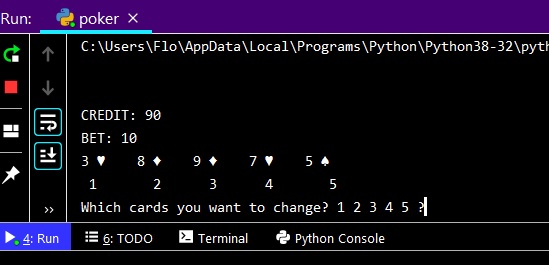 Run: poker ×
C:\Users\Flo\AppData\Local\Programs\Python\Python38-32\pyth
CREDIT: 90
BET: 10
3 ♥ 8 ♦ 9 ♦ 7 ♥ 5 ♠
1 2 3 4 5
Which cards you want to change? 1 2 3 4 5 ?
4: Run 6: TODO Terminal Python Console